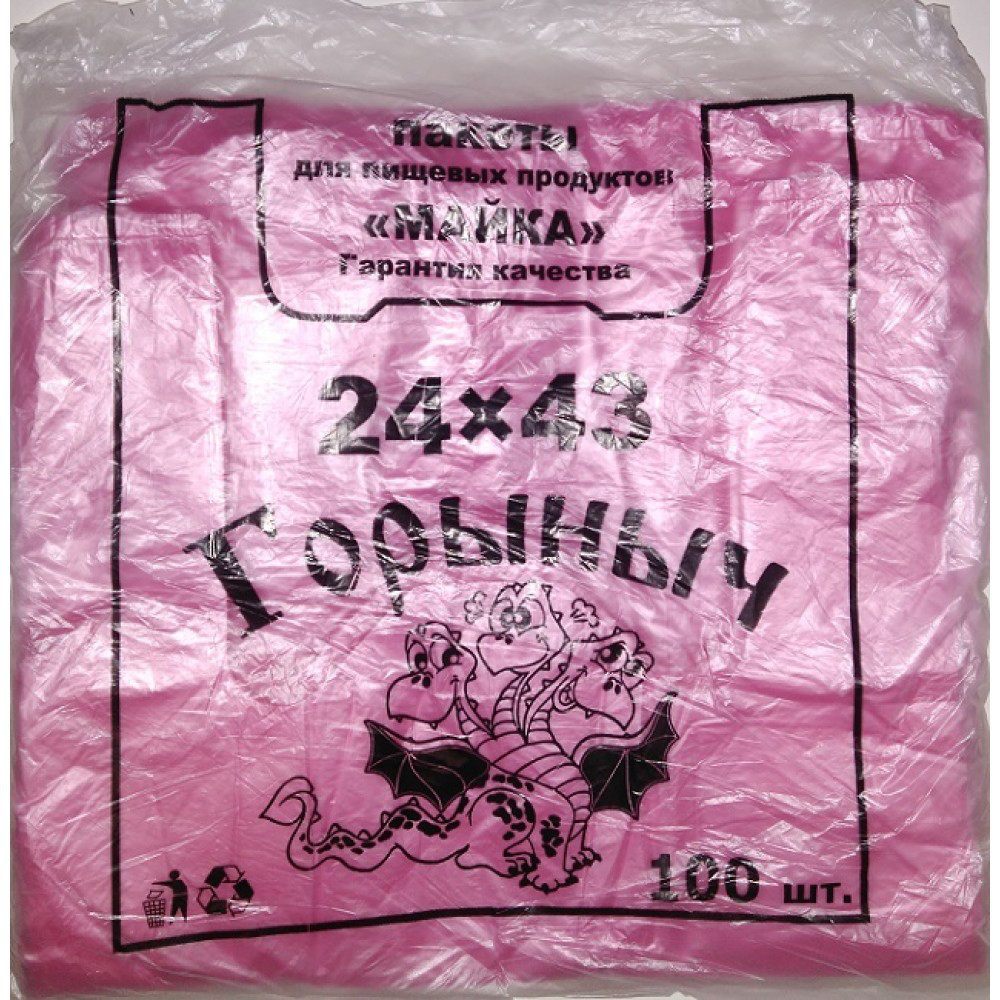 пакеты
для пищевых продуктов
«МАЙКА»
Гарантия качества
24×43
Горыныч
100 шт.